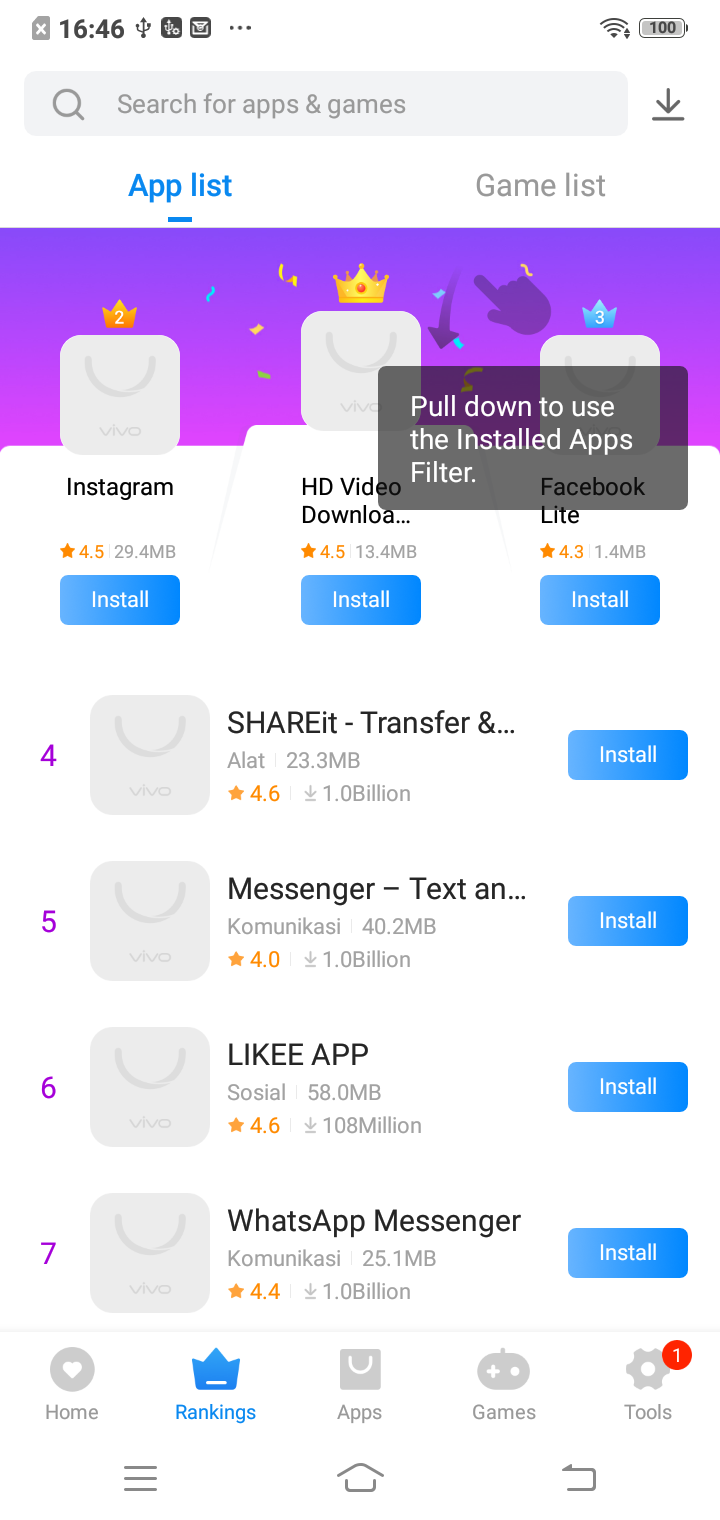 16:46
100
Search for apps & games
App list
Game list
2
3
vivo
vivo
Pull down to use
the Installed Apps
Filter.
Instagram
HD Video
Downloa...
Facebook
Lite
4.5 29.4MB
4.5 13.4MB
4.3 1.4MB
Install
Install
Install
4
vivo
SHAREit - Transfer &...
Alat 23.3MB
4.6 1.0Billion
Install
5
vivo
Messenger – Text an...
Komunikasi 40.2MB
4.0 1.0Billion
Install
6
vivo
LIKEE APP
Sosial 58.0MB
4.6 108Million
Install
7
vivo
WhatsApp Messenger
Komunikasi 25.1MB
4.4 1.0Billion
Install
1
Home
Rankings
Apps
Games
Tools